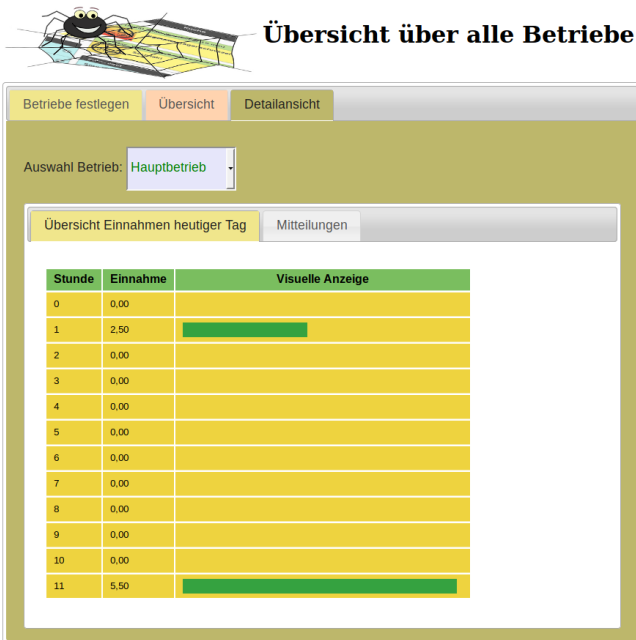 Übersicht über alle Betriebe
Betriebe festlegen Übersicht Detailansicht
Auswahl Betrieb: Hauptbetrieb
Übersicht Einnahmen heutiger Tag Mitteilungen
Stunde Einnahme Visuelle Anzeige
0 0,00
1 2,50
2 0,00
3 0,00
4 0,00
5 0,00
6 0,00
7 0,00
8 0,00
9 0,00
10 0,00
11 5,50